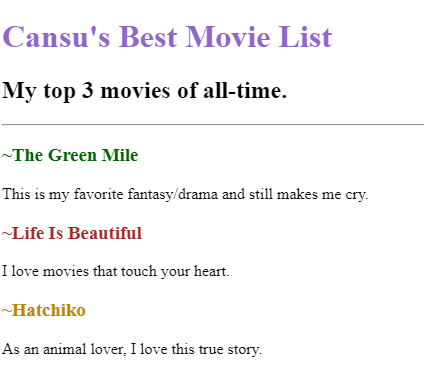 Cansu's Best Movie List
My top 3 movies of all-time.
~The Green Mile
This is my favorite fantasy/drama and still makes me cry.
~Life Is Beautiful
I love movies that touch your heart.
~Hatchiko
As an animal lover, I love this true story.